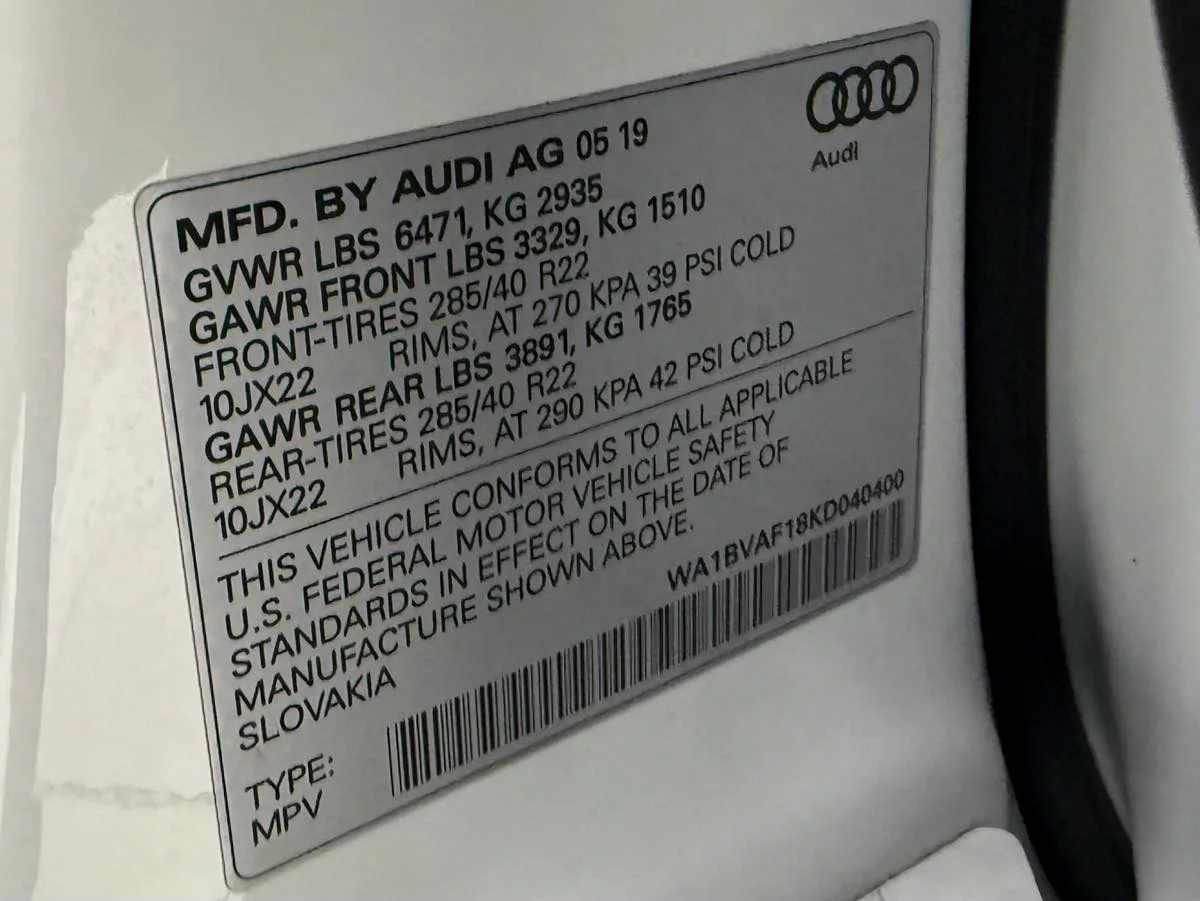 Audi
MFD. BY AUDI AG 05 19
GVWR LBS 6471, KG 2935
GAWR FRONT LBS 3329, KG 1510
FRONT-TIRES 285/40 R22
10JX22 RIMS, AT 270 KPA 39 PSI COLD
GAWR REAR LBS 3891, KG 1765
REAR-TIRES 285/40 R22
10JX22 RIMS, AT 290 KPA 42 PSI COLD
THIS VEHICLE CONFORMS TO ALL APPLICABLE
U.S. FEDERAL MOTOR VEHICLE SAFETY
STANDARDS IN EFFECT ON THE DATE OF
MANUFACTURE SHOWN ABOVE.
SLOVAKIA
WA1BVAF18KD040400
TYPE:
MPV